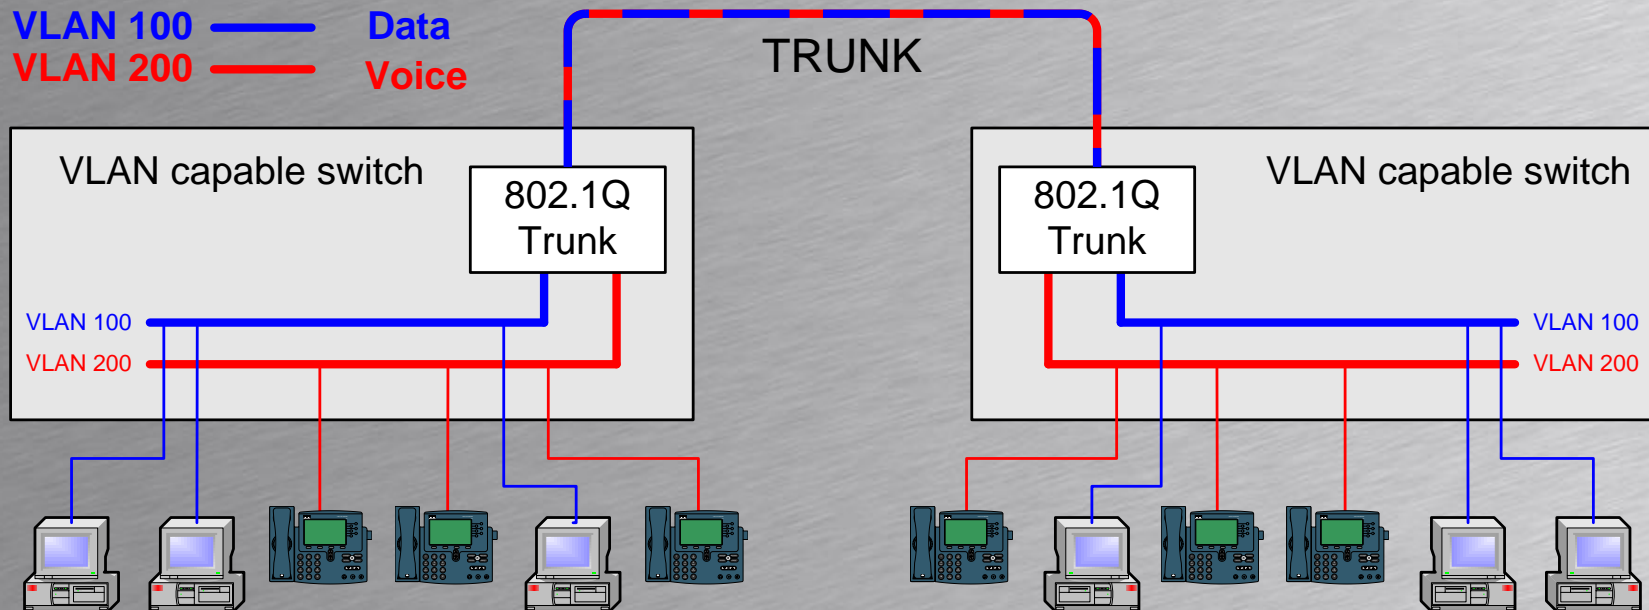 VLAN 100 Data
VLAN 200 Voice
TRUNK
VLAN capable switch
802.1Q
Trunk
VLAN 100
VLAN 200
VLAN capable switch
802.1Q
Trunk
VLAN 100
VLAN 200